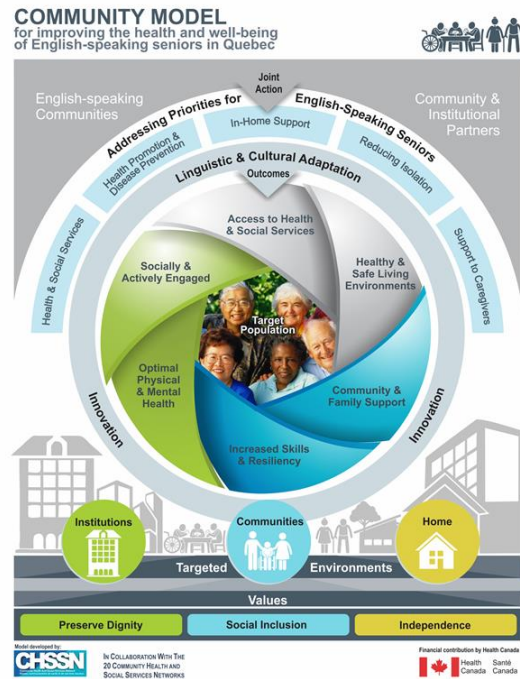 COMMUNITY MODEL
for improving the health and well-being
of English-speaking seniors in Quebec
English-speaking
Communities
Joint
Action
Community &
Institutional
Partners
Addressing Priorities for
English-Speaking Seniors
Health & Social Services
Health Promotion &
Disease Prevention
In-Home Support
Reducing Isolation
Support to Caregivers
Linguistic & Cultural Adaptation
Outcomes
Access to Health
& Social Services
Socially &
Actively Engaged
Healthy &
Safe Living
Environments
Target
Population
Optimal
Physical
& Mental
Health
Community &
Family Support
Increased Skills
& Resiliency
Innovation
Innovation
Institutions
Communities
Home
Targeted
Environments
Values
Preserve Dignity
Social Inclusion
Independence
Model developed by:
CHSSN
IN COLLABORATION WITH THE
20 COMMUNITY HEALTH AND
SOCIAL SERVICES NETWORKS
Financial contribution by Health Canada
Health
Canada
Santé
Canada